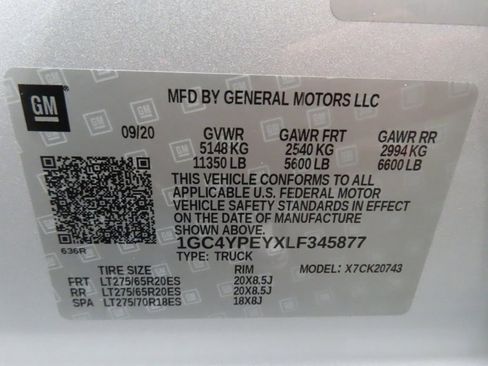 GM
MFD BY GENERAL MOTORS LLC
09/20 GVWR GAWR FRT GAWR RR
5148 KG 2540 KG 2994 KG
11350 LB 5600 LB 6600 LB
THIS VEHICLE CONFORMS TO ALL
APPLICABLE U.S. FEDERAL MOTOR
VEHICLE SAFETY STANDARDS IN
EFFECT ON THE DATE OF
MANUFACTURE SHOWN ABOVE.
1GC4YPEYXLF345877
636R TYPE: TRUCK
TIRE SIZE RIM MODEL: X7CK20743
FRT LT275/65R20ES 20X8.5J
RR LT275/65R20ES 20X8.5J
SPA LT275/70R18ES 18X8J